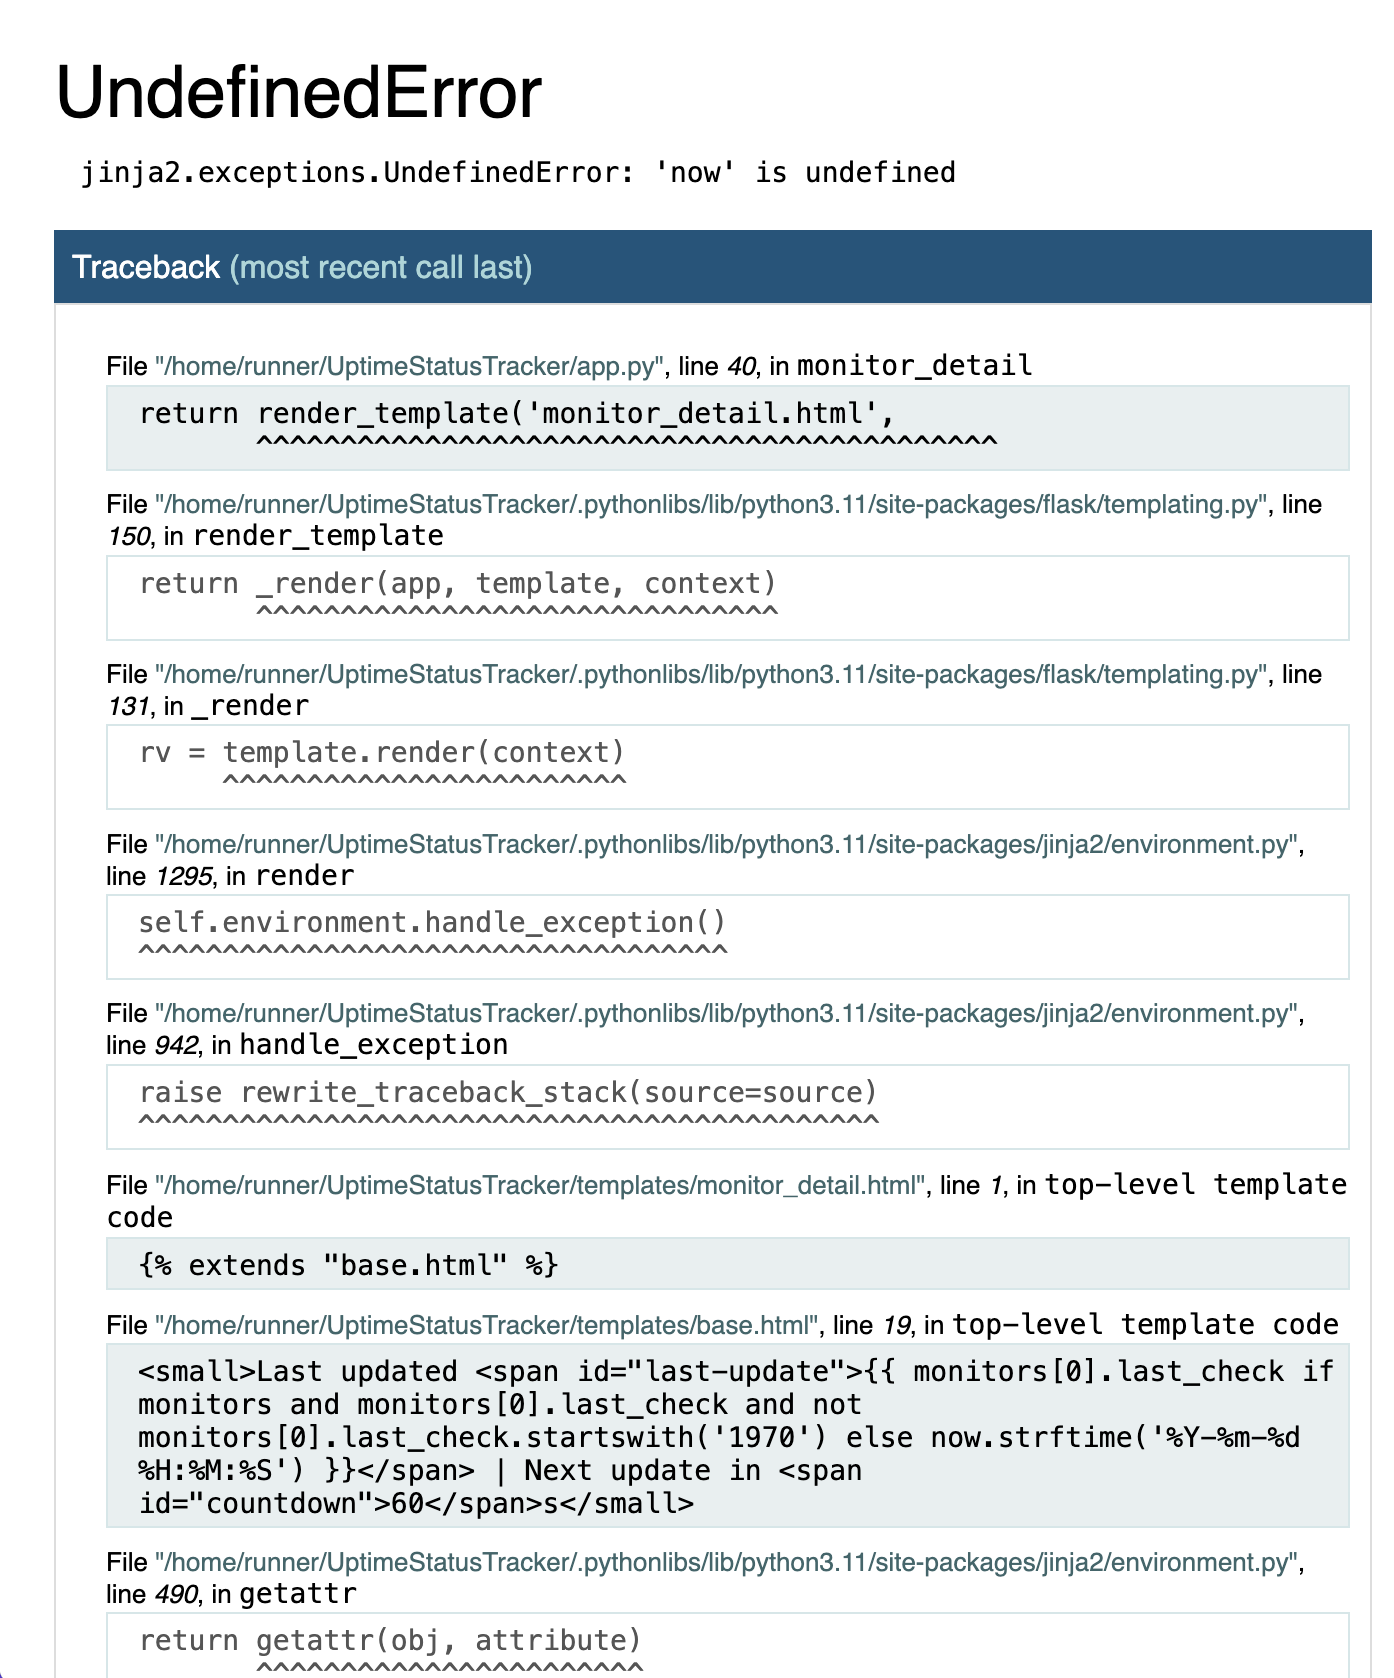 UndefinedError
jinja2.exceptions.UndefinedError: 'now' is undefined
Traceback (most recent call last)
File "/home/runner/UptimeStatusTracker/app.py", line 40, in monitor_detail
return render_template('monitor_detail.html',
^^^^^^^^^^^^^^^^^^^^^^^^^^^^^^^^^^^^^^^^^^^^
File "/home/runner/UptimeStatusTracker/.pythonlibs/lib/python3.11/site-packages/flask/templating.py", line
150, in render_template
return _render(app, template, context)
^^^^^^^^^^^^^^^^^^^^^^^^^^^^^^^
File "/home/runner/UptimeStatusTracker/.pythonlibs/lib/python3.11/site-packages/flask/templating.py", line
131, in _render
rv = template.render(context)
^^^^^^^^^^^^^^^^^^^^^^^^
File "/home/runner/UptimeStatusTracker/.pythonlibs/lib/python3.11/site-packages/jinja2/environment.py",
line 1295, in render
self.environment.handle_exception()
^^^^^^^^^^^^^^^^^^^^^^^^^^^^^^^^^^^
File "/home/runner/UptimeStatusTracker/.pythonlibs/lib/python3.11/site-packages/jinja2/environment.py",
line 942, in handle_exception
raise rewrite_traceback_stack(source=source)
^^^^^^^^^^^^^^^^^^^^^^^^^^^^^^^^^^^^^^^^^^^^
File "/home/runner/UptimeStatusTracker/templates/monitor_detail.html", line 1, in top-level template
code
{% extends "base.html" %}
File "/home/runner/UptimeStatusTracker/templates/base.html", line 19, in top-level template code
<small>Last updated <span id="last-update">{{ monitors[0].last_check if
monitors and monitors[0].last_check and not
monitors[0].last_check.startswith('1970') else now.strftime('%Y-%m-%d
%H:%M:%S') }}</span> | Next update in <span
id="countdown">60</span>s</small>
File "/home/runner/UptimeStatusTracker/.pythonlibs/lib/python3.11/site-packages/jinja2/environment.py",
line 490, in getattr
return getattr(obj, attribute)
^^^^^^^^^^^^^^^^^^^^^^^